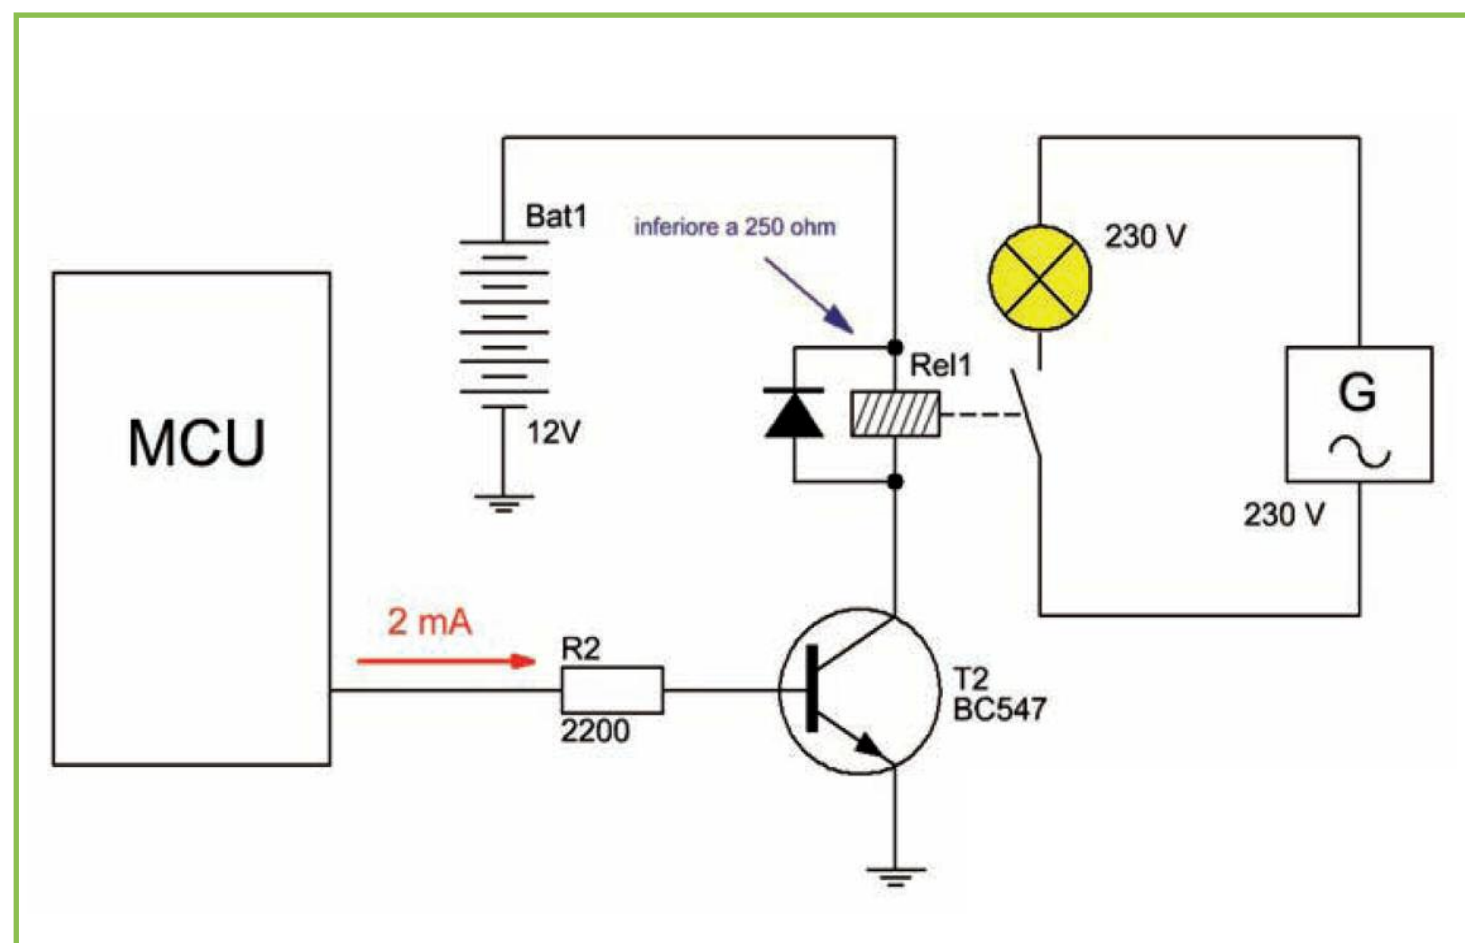 Bat1
inferiore a 250 ohm
230 V
Rel1
G
12V
MCU
230 V
2 mA
R2
T2
BC547
2200